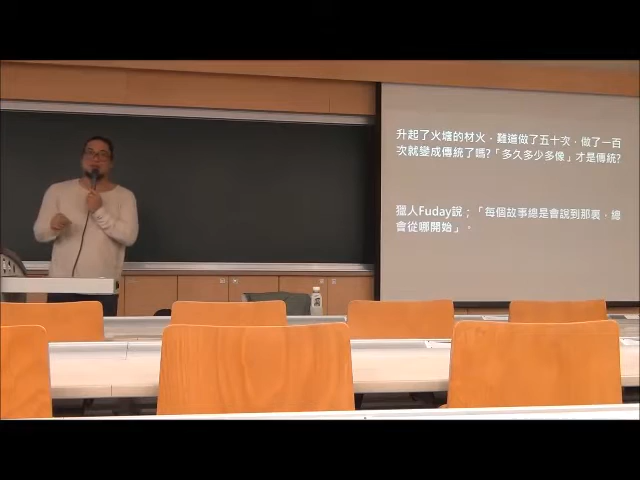 升起了火爐的材火，難道做了五十次，做了一百
次就變成傳統了嗎?「多久多少多像」才是傳統?
獵人Fuday說；「每個故事總是會說到那裏，總
會從哪開始」。